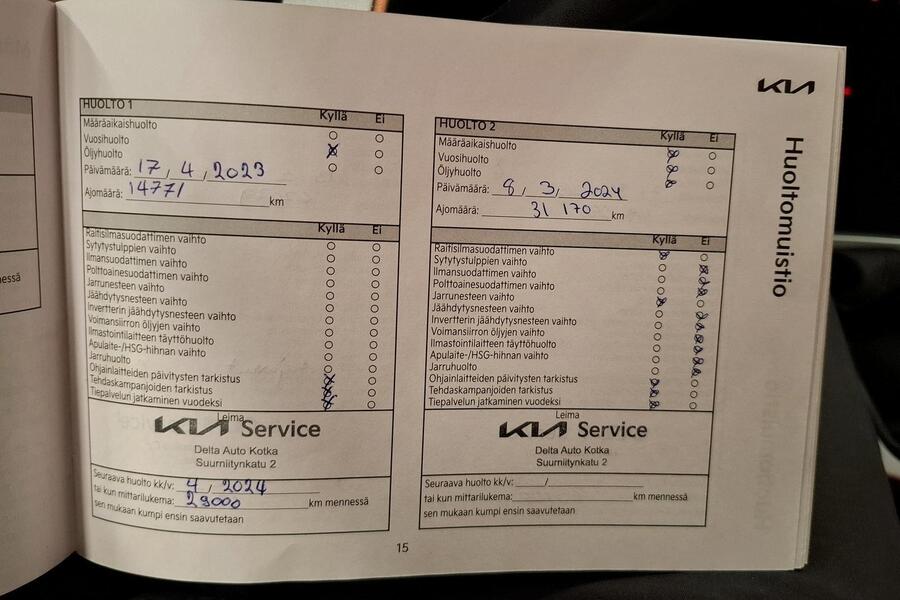 KIA
Huoltomuistio
HUOLTO 1
Kyllä Ei
Määräaikaishuolto
Vuosihuolto
Öljyhuolto
Päivämäärä: 17, 4, 2023
Ajomäärä: 14771 km
Kyllä Ei
Raitisilmasuodattimen vaihto
Sytytystulppien vaihto
Ilmansuodattimen vaihto
Polttoainesuodattimen vaihto
Jarrunesteen vaihto
Jäähdytysnesteen vaihto
Invertterin jäähdytysnesteen vaihto
Voimansiirron öljyjen vaihto
Ilmastointilaitteen täyttöhuolto
Apulaite-/HSG-hihnan vaihto
Jarruhuolto
Ohjainlaitteiden päivitysten tarkistus
Tehdaskampanjoiden tarkistus
Tiepalvelun jatkaminen vuodeksi
Leima
KIA Service
Delta Auto Kotka
Suurniitynkatu 2
Seuraava huolto kk/v: 4 / 2024
tai kun mittarilukema: 29000 km mennessä
sen mukaan kumpi ensin saavutetaan
HUOLTO 2
Kyllä Ei
Määräaikaishuolto
Vuosihuolto
Öljyhuolto
Päivämäärä: 8, 3, 2024
Ajomäärä: 31 170 km
Kyllä Ei
Raitisilmasuodattimen vaihto
Sytytystulppien vaihto
Ilmansuodattimen vaihto
Polttoainesuodattimen vaihto
Jarrunesteen vaihto
Jäähdytysnesteen vaihto
Invertterin jäähdytysnesteen vaihto
Voimansiirron öljyjen vaihto
Ilmastointilaitteen täyttöhuolto
Apulaite-/HSG-hihnan vaihto
Jarruhuolto
Ohjainlaitteiden päivitysten tarkistus
Tehdaskampanjoiden tarkistus
Tiepalvelun jatkaminen vuodeksi
Leima
KIA Service
Delta Auto Kotka
Suurniitynkatu 2
Seuraava huolto kk/v: /
tai kun mittarilukema: km mennessä
sen mukaan kumpi ensin saavutetaan
15